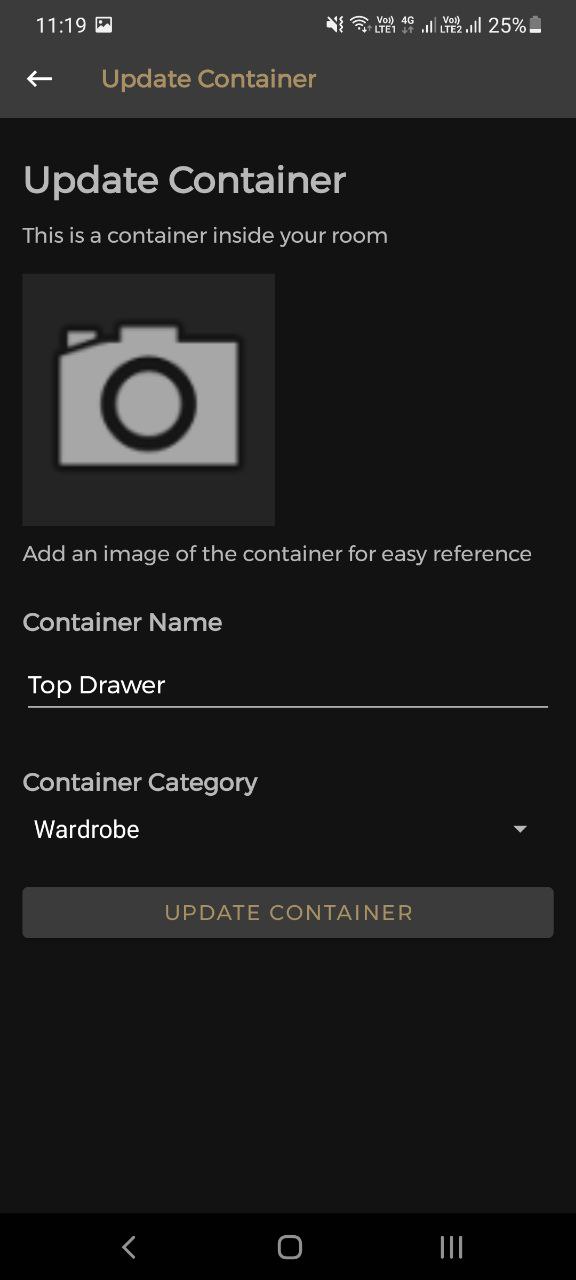 11:19 Vo) LTE1 4G Vo) LTE2 25%
Update Container
Update Container
This is a container inside your room
Add an image of the container for easy reference
Container Name
Top Drawer
Container Category
Wardrobe
UPDATE CONTAINER